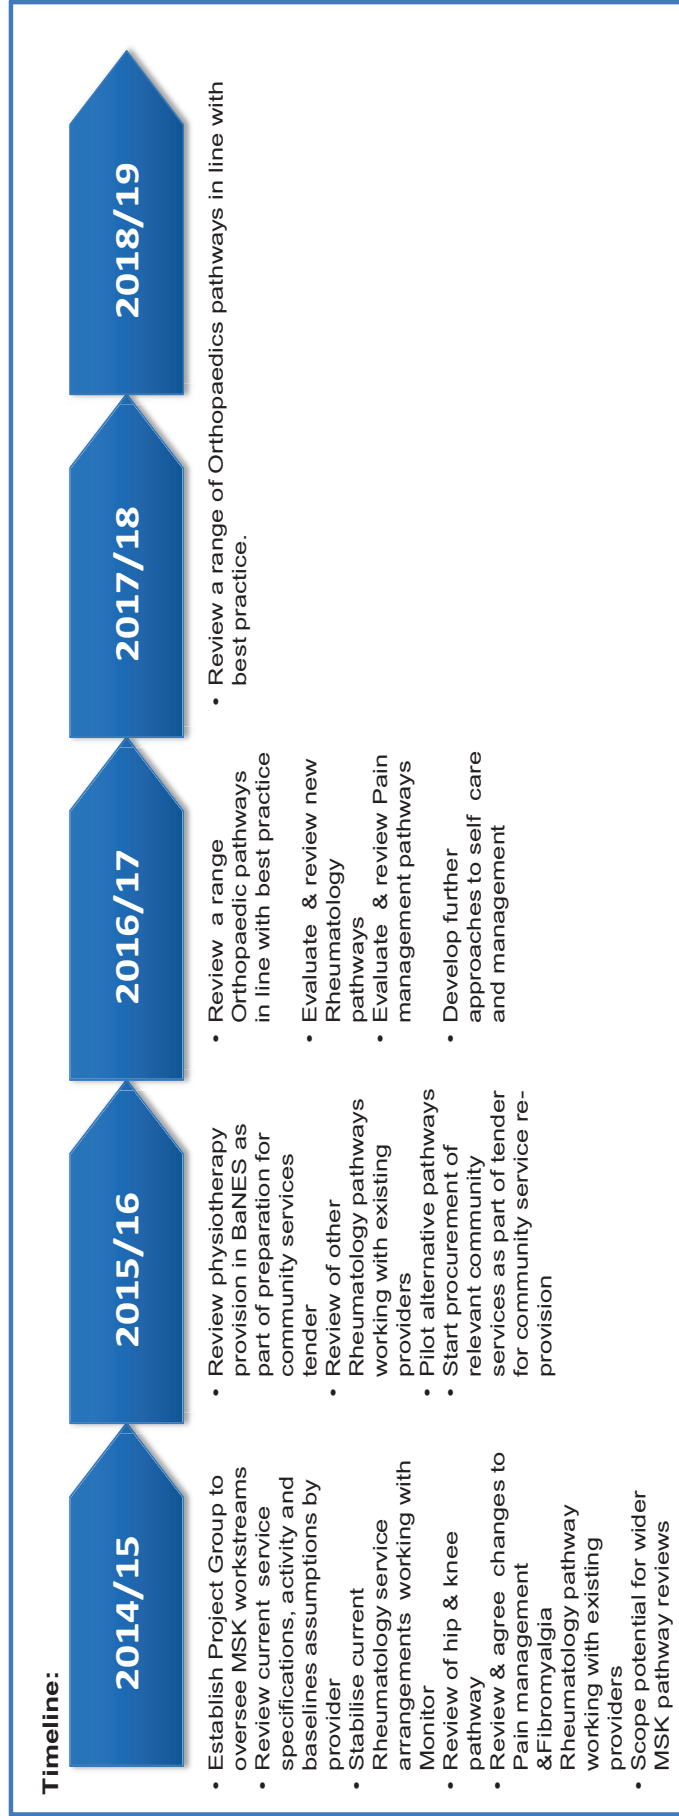 Timeline:
2014/15
2015/16
2016/17
2017/18
2018/19
• Establish Project Group to
oversee MSK workstreams
• Review current  service
specifications, activity and
baselines assumptions by
provider
• Stabilise current
Rheumatology service
arrangements  working with
Monitor
• Review of hip & knee
pathway
• Review & agree  changes to
Pain management
&Fibromyalgia
Rheumatology pathway
working with existing
providers
• Scope potential for wider
MSK pathway reviews
• Review physiotherapy
provision in BaNES as
part of preparation for
community services
tender
• Review of other
Rheumatology pathways
working with existing
providers
• Pilot alternative pathways
• Start procurement of
relevant community
services as part of tender
for community service re-
provision
• Review  a range
Orthopaedic pathways
in line with best practice
• Evaluate  & review new
Rheumatology
pathways
• Evaluate  & review Pain
management pathways
• Develop further
approaches to self  care
and management
• Review a range of Orthopaedics pathways in line with
best practice.